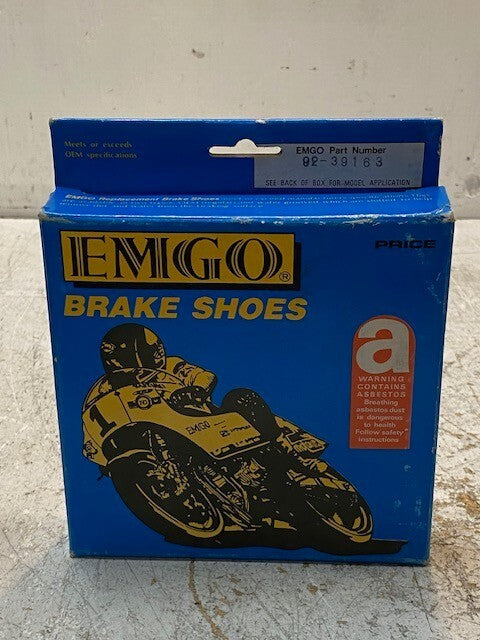 Meets or exceeds
OEM specifications
EMGO Part Number
92-39163
SEE BACK OF BOX FOR MODEL APPLICATION
EMGO Replacement Brake Shoes
PRICE
EMGO®
BRAKE SHOES
a
WARNING
CONTAINS
ASBESTOS
Breathing
asbestos dust
is dangerous
to health
Follow safety
instructions
1
EMGO